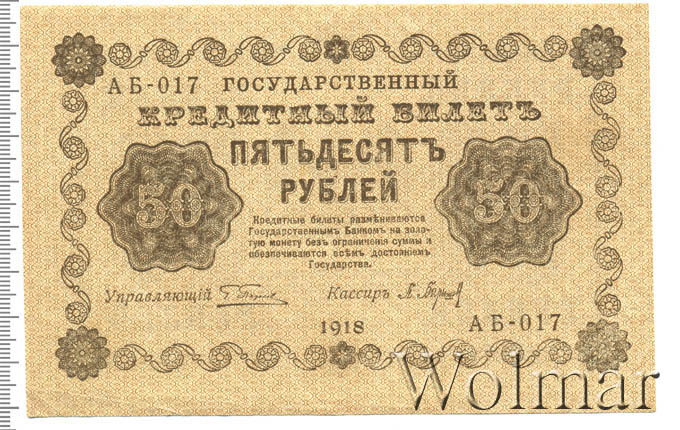 АБ-017 ГОСУДАРСТВЕННЫЙ
КРЕДИТНЫЙ БИЛЕТЪ
ПЯТЬДЕСЯТЪ
РУБЛЕЙ
50
50
Кредитные билеты размѣниваются
Государственнымъ Банкомъ на золо-
тую монету безъ ограниченія суммы и
обезпечиваются всѣмъ достояніемъ
Государства.
Управляющій
Кассиръ
1918
АБ-017
Wolmar